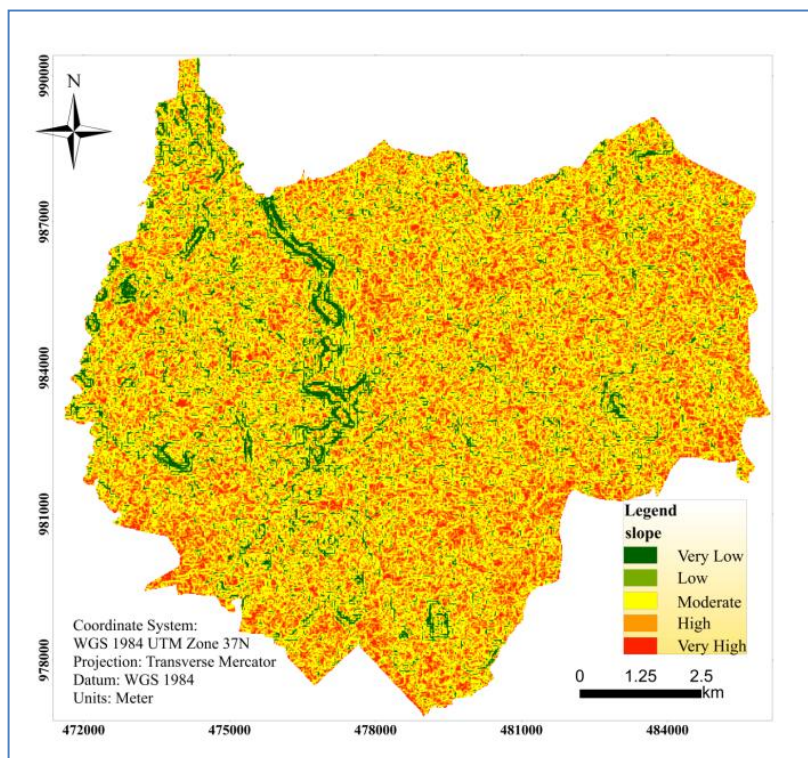 N
990000
987000
984000
981000
978000
Legend
slope
Very Low
Low
Moderate
High
Very High
Coordinate System:
WGS 1984 UTM Zone 37N
Projection: Transverse Mercator
Datum: WGS 1984
Units: Meter
0 1.25 2.5
km
472000 475000 478000 481000 484000